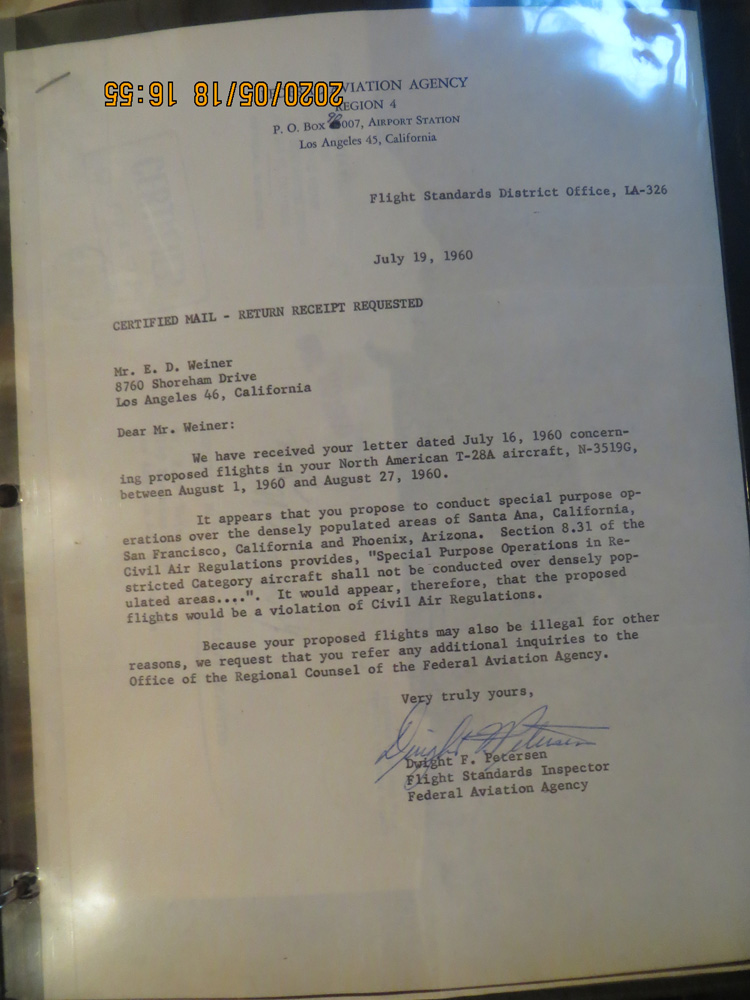 2020/05/18 16:55
VIATION AGENCY
REGION 4
P. O. Box 007, AIRPORT STATION
Los Angeles 45, California
Flight Standards District Office, LA-326
July 19, 1960
CERTIFIED MAIL - RETURN RECEIPT REQUESTED
Mr. E. D. Weiner
8760 Shoreham Drive
Los Angeles 46, California
Dear Mr. Weiner:
We have received your letter dated July 16, 1960 concern-
ing proposed flights in your North American T-28A aircraft, N-3519G,
between August 1, 1960 and August 27, 1960.
It appears that you propose to conduct special purpose op-
erations over the densely populated areas of Santa Ana, California,
San Francisco, California and Phoenix, Arizona. Section 8.31 of the
Civil Air Regulations provides, "Special Purpose Operations in Re-
stricted Category aircraft shall not be conducted over densely pop-
ulated areas....". It would appear, therefore, that the proposed
flights would be a violation of Civil Air Regulations.
Because your proposed flights may also be illegal for other
reasons, we request that you refer any additional inquiries to the
Office of the Regional Counsel of the Federal Aviation Agency.
Very truly yours,
Dwight F. Petersen
Dwight F. Petersen
Flight Standards Inspector
Federal Aviation Agency